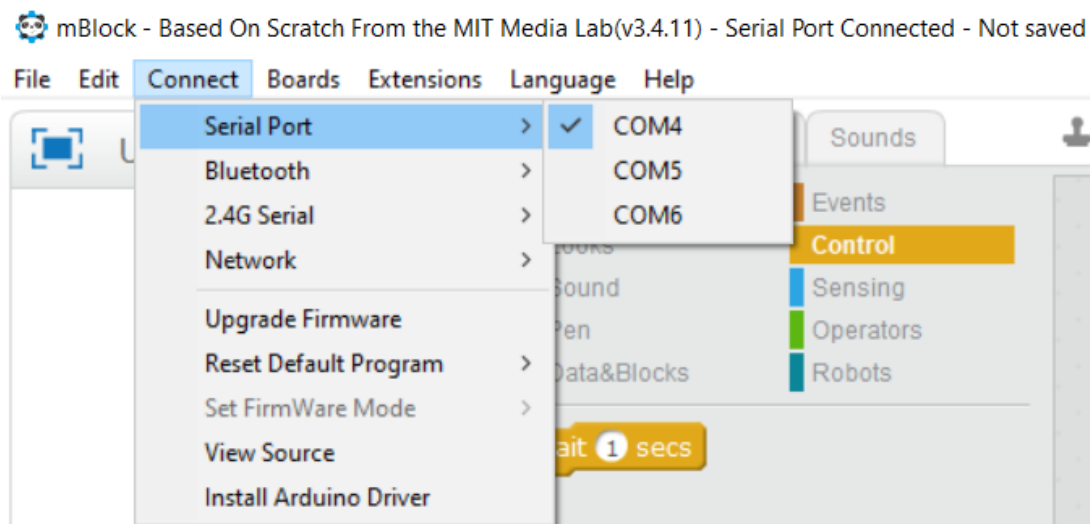 mBlock - Based On Scratch From the MIT Media Lab(v3.4.11) - Serial Port Connected - Not saved
File Edit Connect Boards Extensions Language Help
Serial Port > ✓ COM4
Bluetooth > COM5
2.4G Serial > COM6
Network >
Upgrade Firmware
Reset Default Program >
Set FirmWare Mode >
View Source
Install Arduino Driver
Sounds
Events
Control
Sound Sensing
Pen Operators
Data&Blocks Robots
1 secs